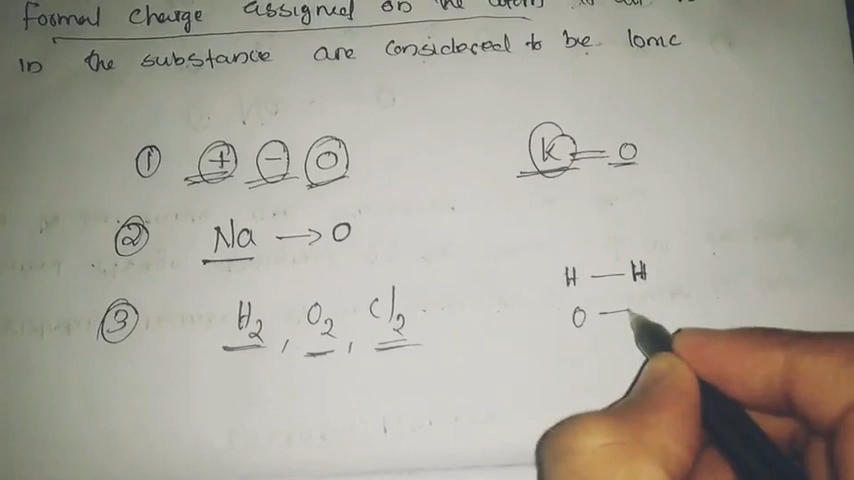 formal charge assigned on the
in the substance are considered to be Ionic
① + − 0
K = 0
② Na → 0
H — H
③ H2 , O2 , Cl2
O —